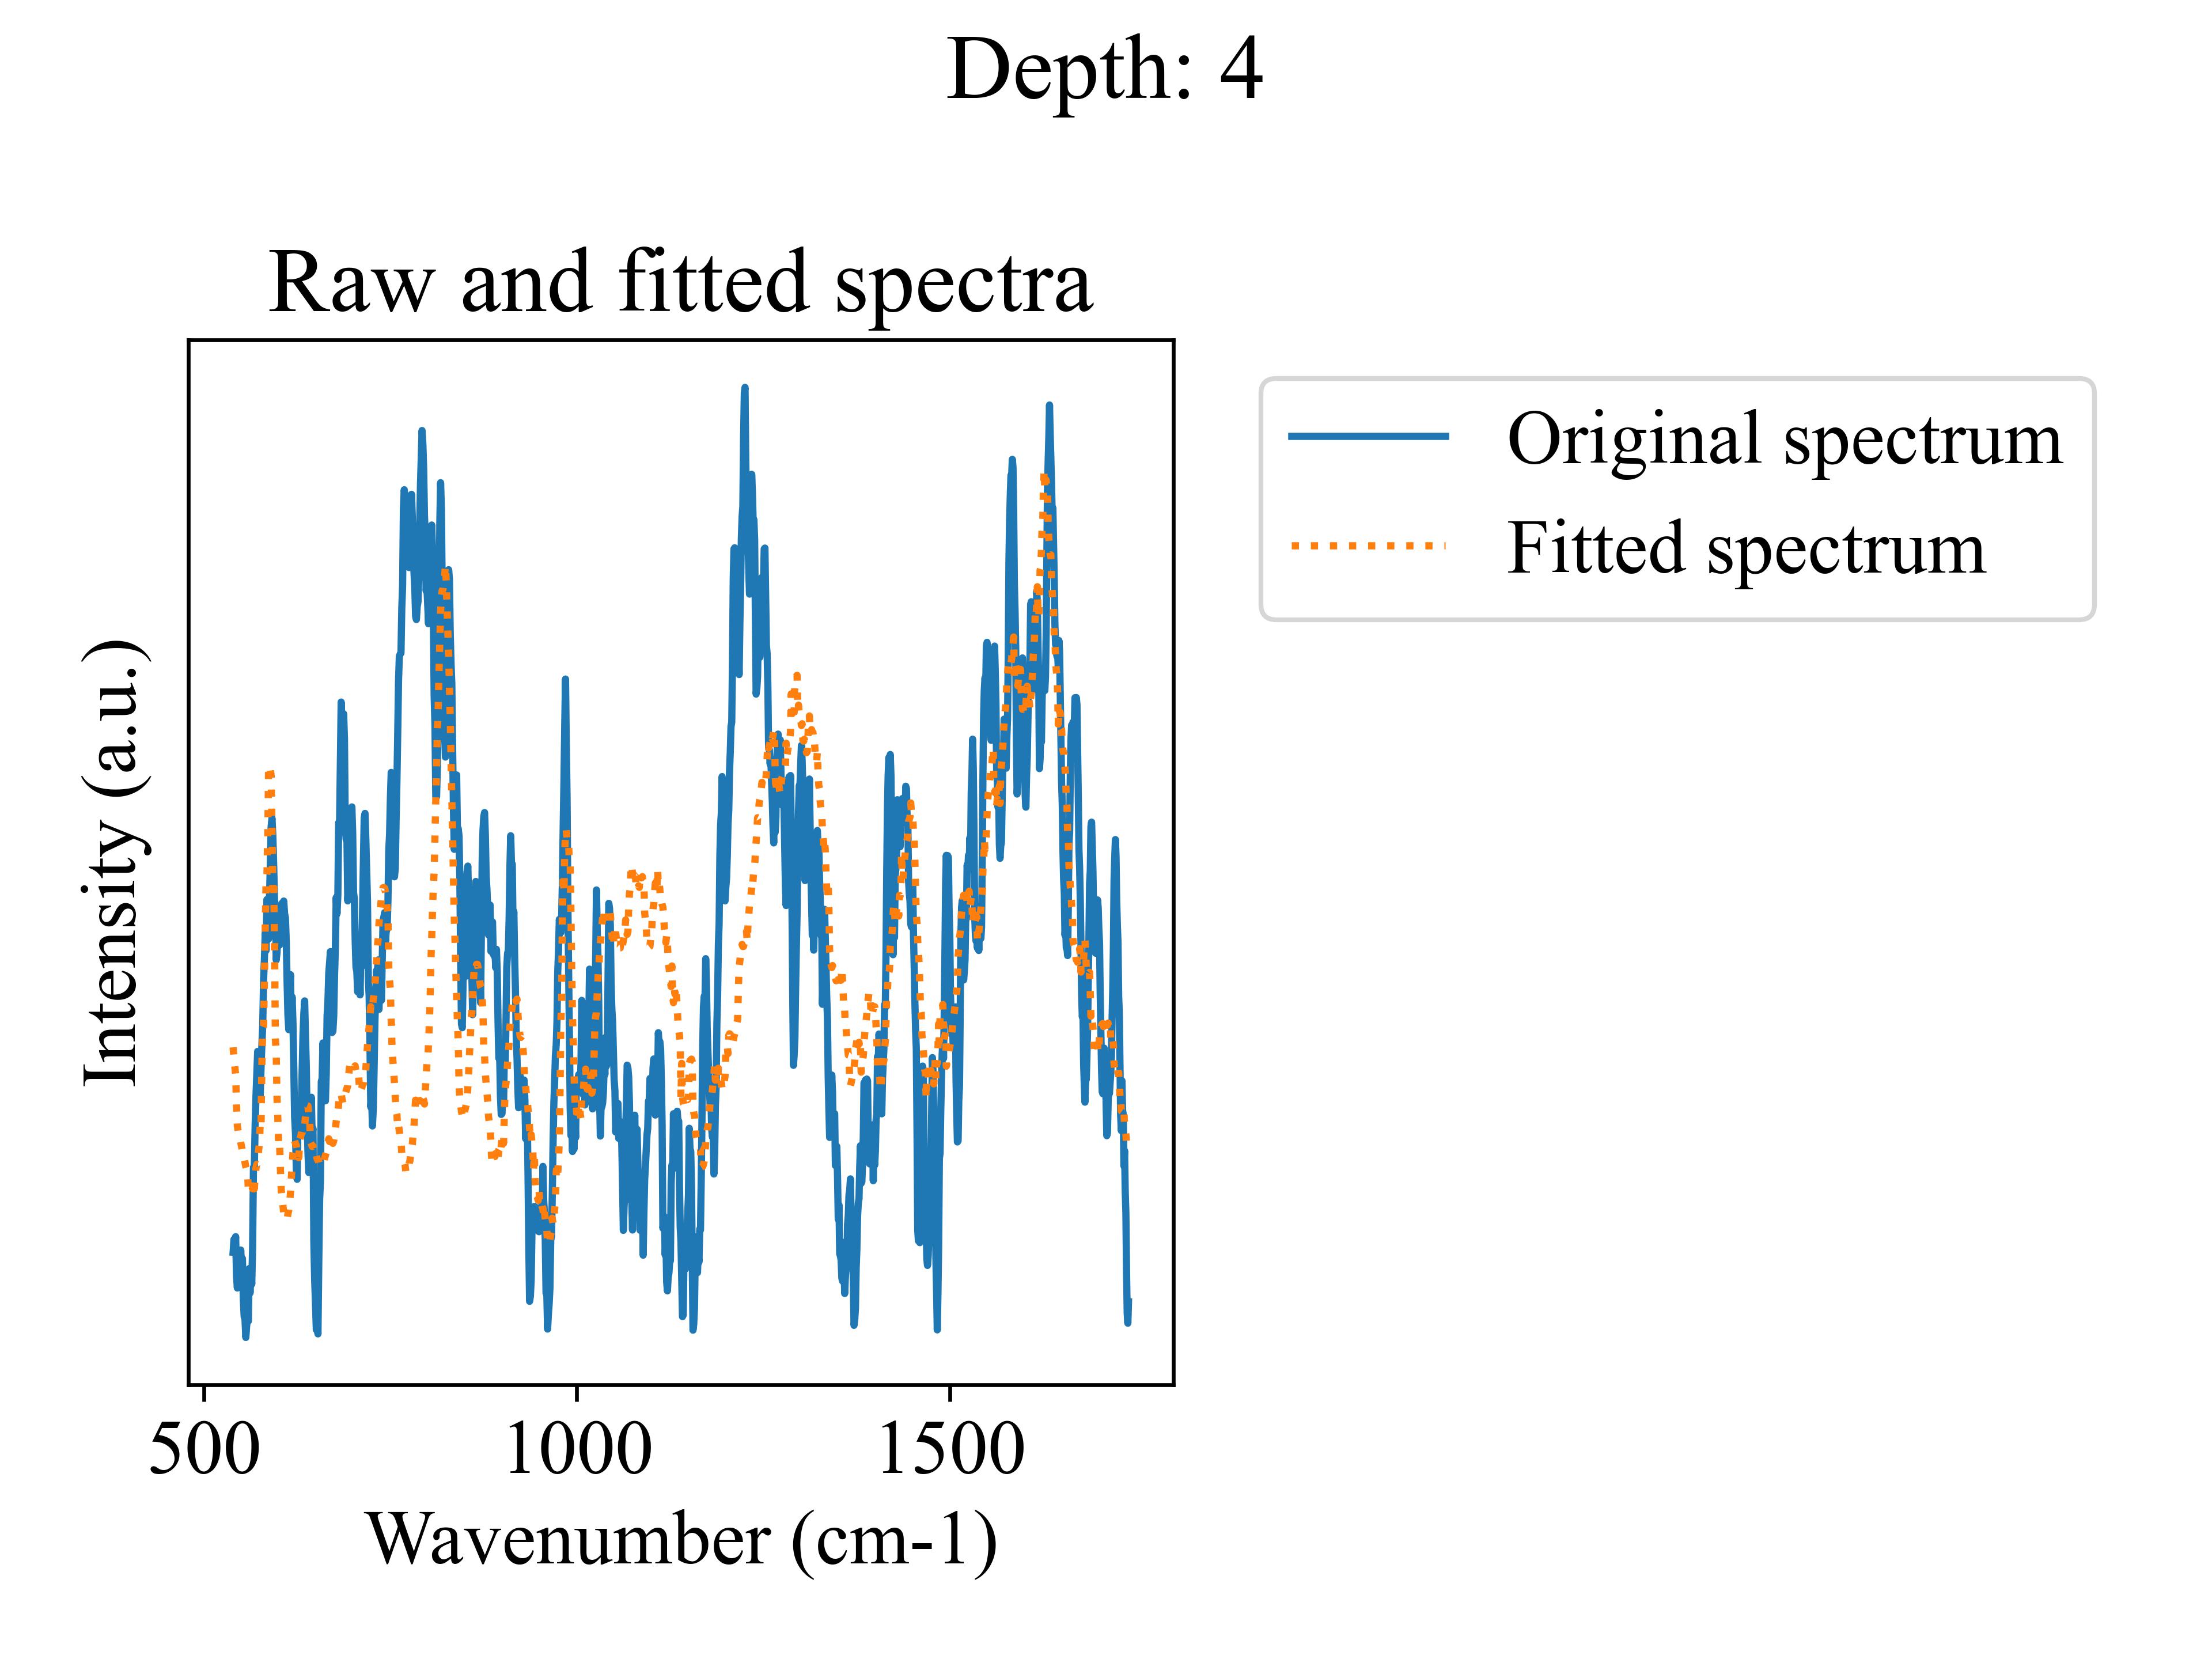 Depth: 4
Raw and fitted spectra
Original spectrum
Fitted spectrum
Intensity (a.u.)
500 1000 1500
Wavenumber (cm-1)